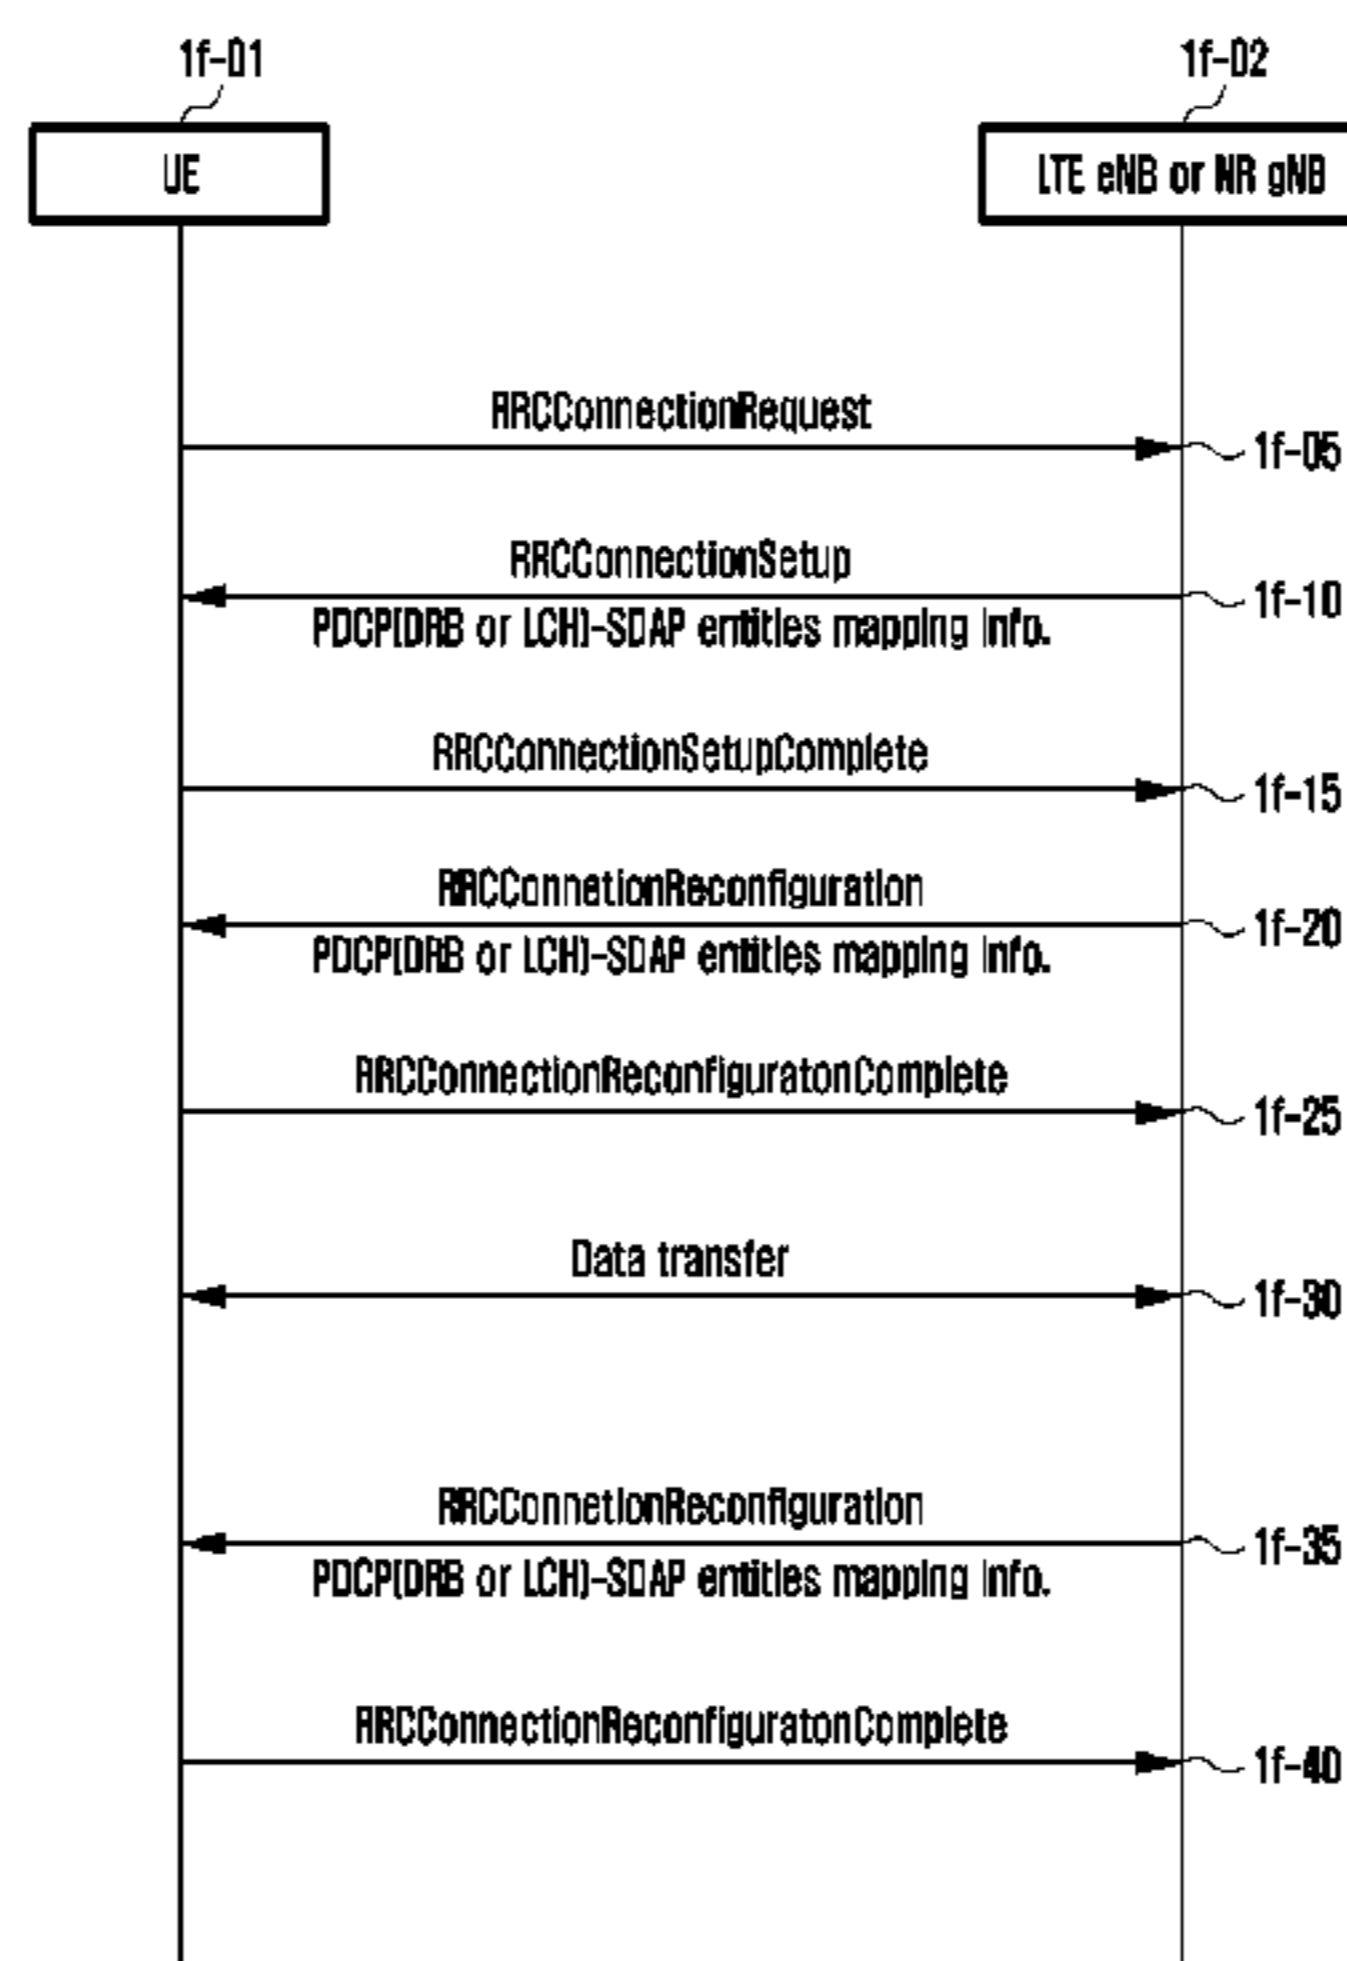 1f-01
1f-02
UE
LTE eNB or NR gNB
RRCConnectionRequest
1f-05
RRCConnectionSetup
1f-10
PDCP(DRB or LCH)-SDAP entities mapping info.
RRCConnectionSetupComplete
1f-15
RRCConnetionReconfiguration
1f-20
PDCP(DRB or LCH)-SDAP entities mapping info.
RRCConnectionReconfiguratonComplete
1f-25
Data transfer
1f-30
RRCConnetionReconfiguration
1f-35
PDCP(DRB or LCH)-SDAP entities mapping info.
RRCConnectionReconfiguratonComplete
1f-40